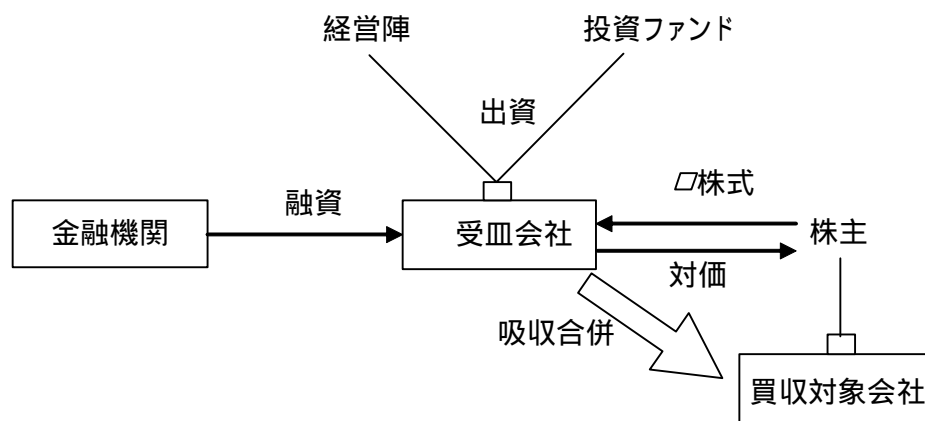 経営陣
投資ファンド
出資
融資
株式
金融機関
受皿会社
株主
対価
吸収合併
買収対象会社